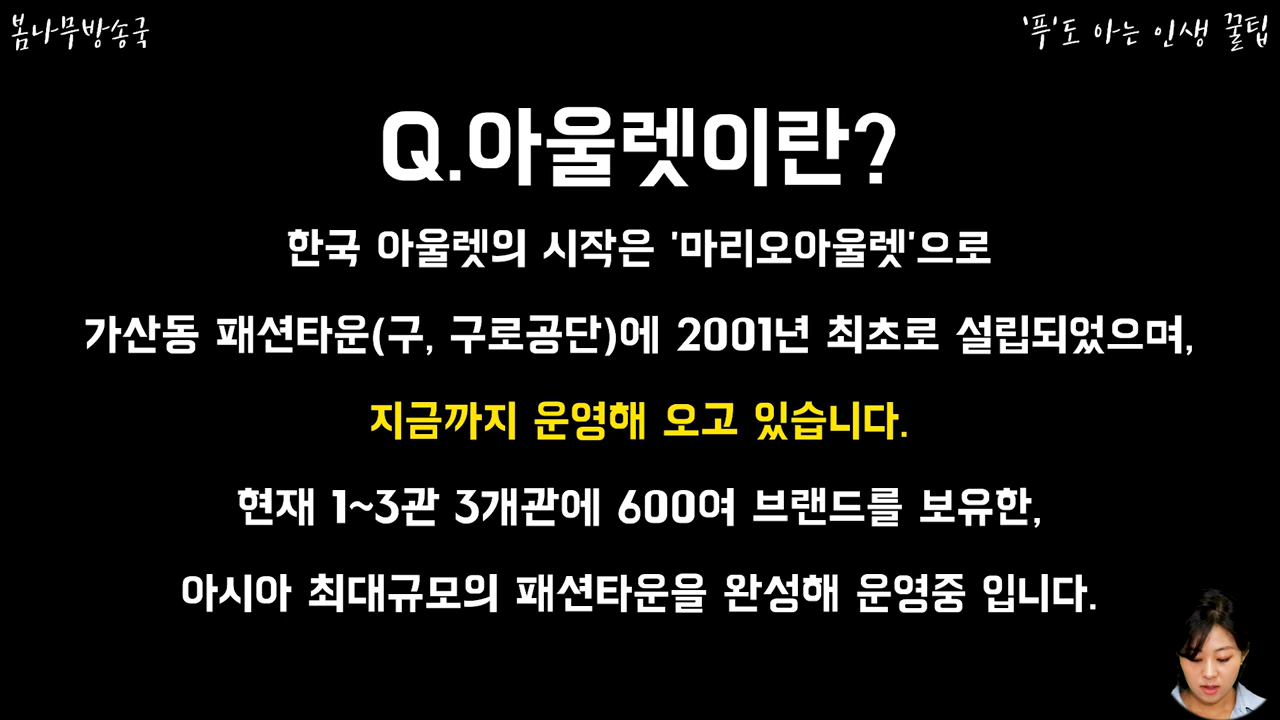 봄나무방송국
'푸'도 아는 인생 꿀팁
Q.아울렛이란?
한국 아울렛의 시작은 '마리오아울렛'으로
가산동 패션타운(구, 구로공단)에 2001년 최초로 설립되었으며,
지금까지 운영해 오고 있습니다.
현재 1~3관 3개관에 600여 브랜드를 보유한,
아시아 최대규모의 패션타운을 완성해 운영중 입니다.